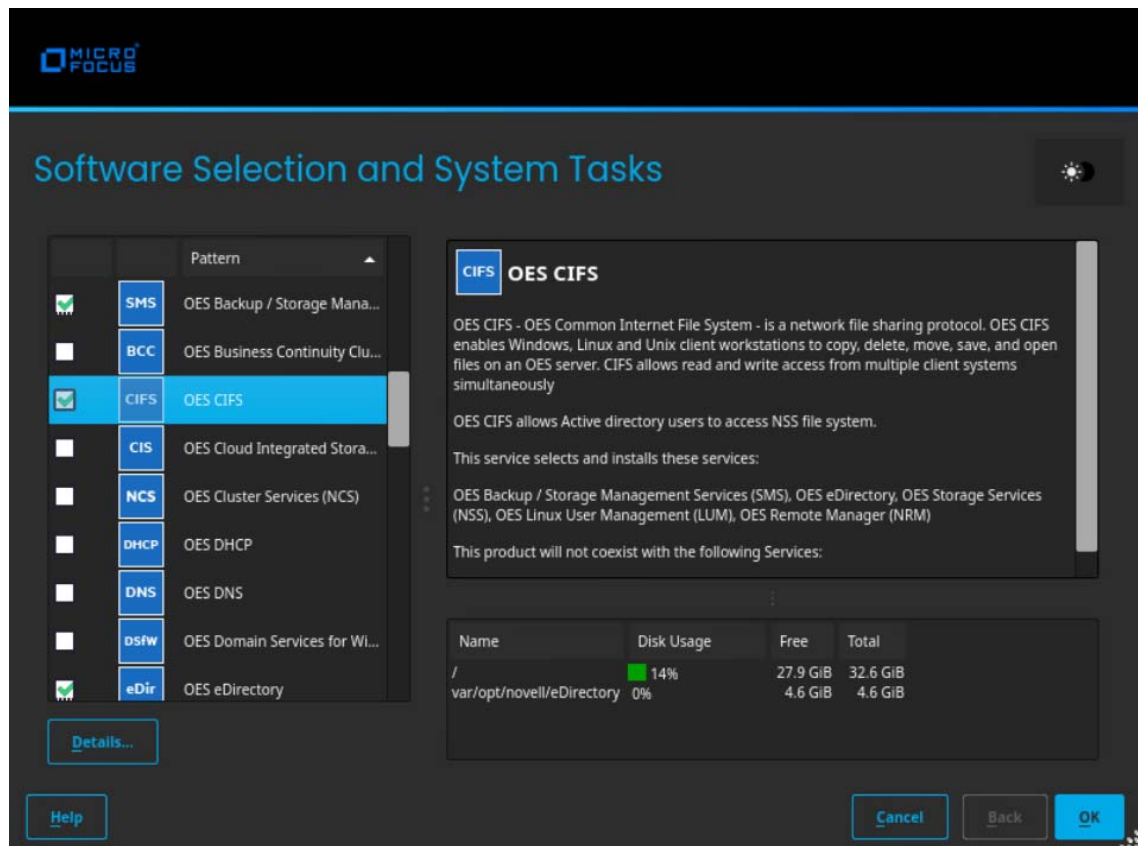 MICRO
FOCUS
Software Selection and System Tasks
Pattern
SMS OES Backup / Storage Mana...
BCC OES Business Continuity Clu...
CIFS OES CIFS
CIS OES Cloud Integrated Stora...
NCS OES Cluster Services (NCS)
DHCP OES DHCP
DNS OES DNS
DSfW OES Domain Services for Wi...
eDir OES eDirectory
Details...
CIFS OES CIFS
OES CIFS - OES Common Internet File System - is a network file sharing protocol. OES CIFS
enables Windows, Linux and Unix client workstations to copy, delete, move, save, and open
files on an OES server. CIFS allows read and write access from multiple client systems
simultaneously
OES CIFS allows Active directory users to access NSS file system.
This service selects and installs these services:
OES Backup / Storage Management Services (SMS), OES eDirectory, OES Storage Services
(NSS), OES Linux User Management (LUM), OES Remote Manager (NRM)
This product will not coexist with the following Services:
Name Disk Usage Free Total
/ 14% 27.9 GiB 32.6 GiB
var/opt/novell/eDirectory 0% 4.6 GiB 4.6 GiB
Help Cancel Back OK